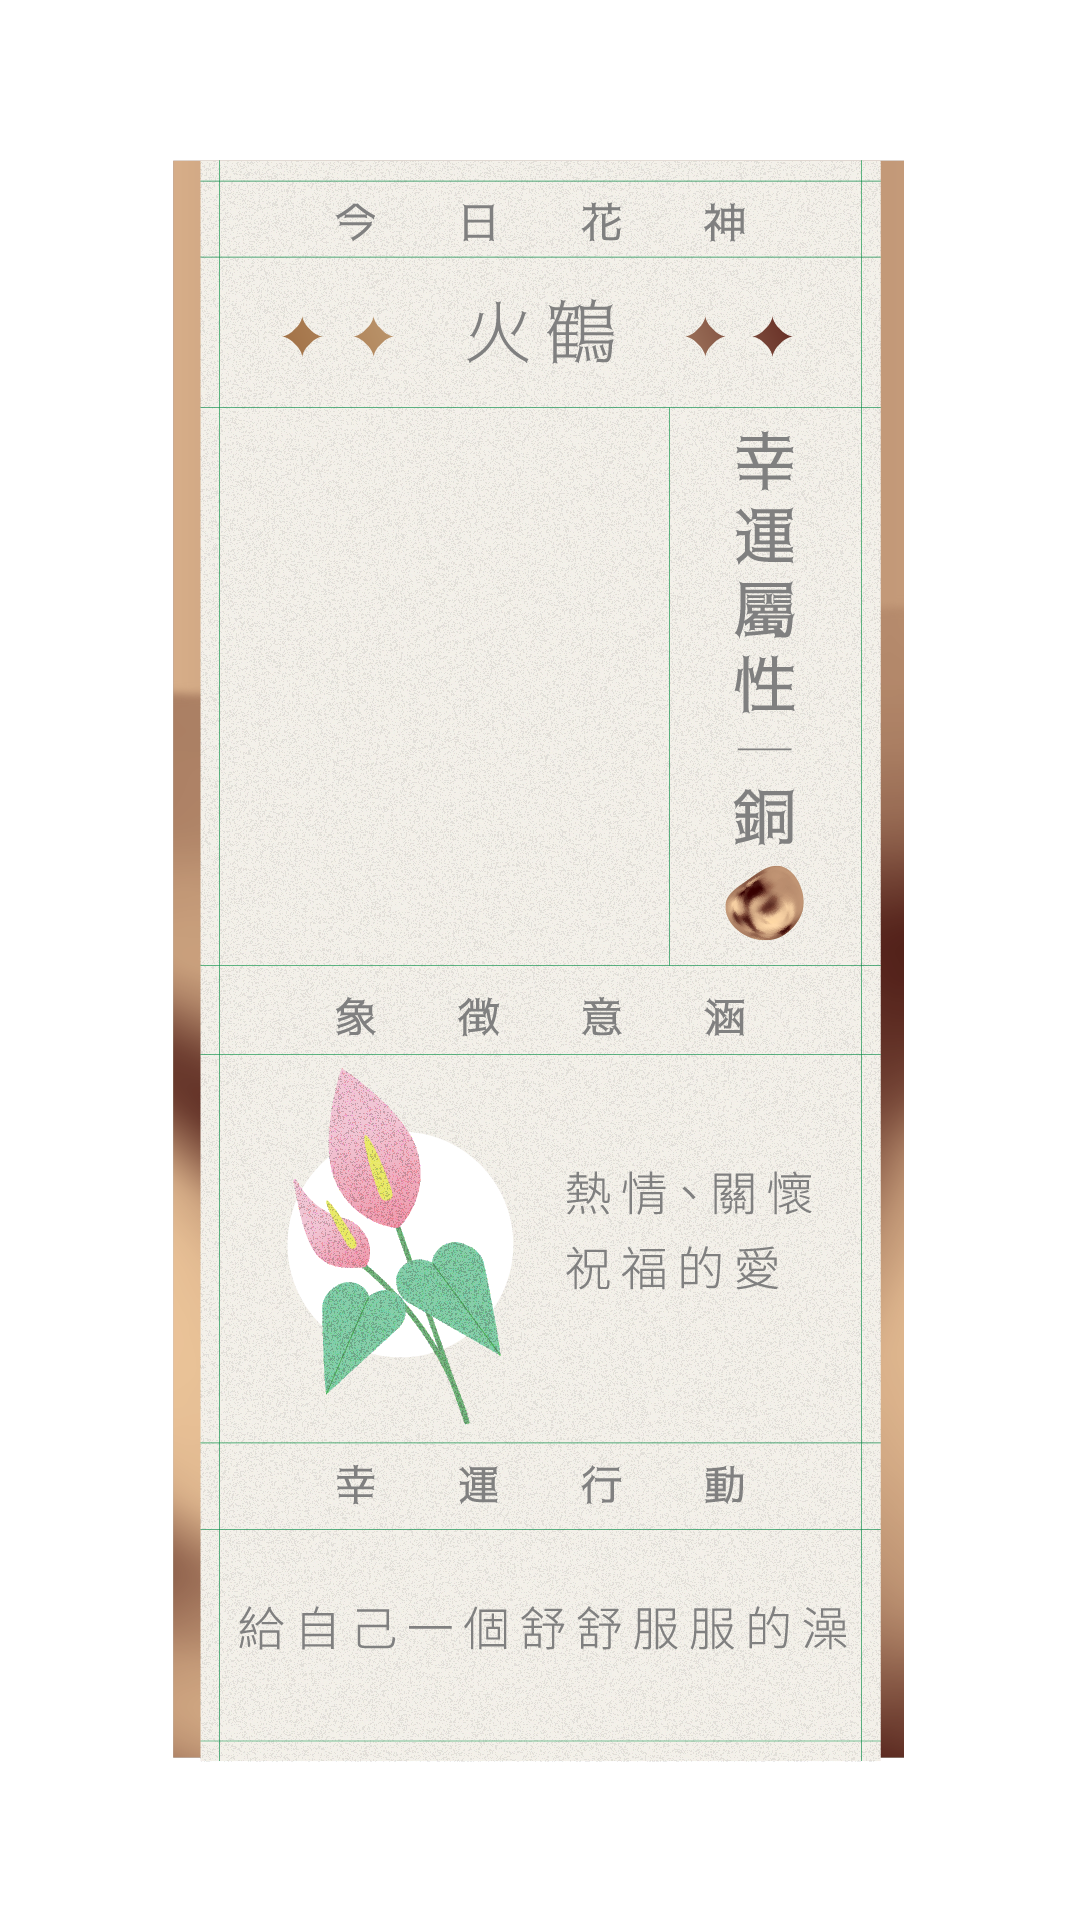 今日花神
火鶴
幸運屬性｜銅
象徵意涵
熱情、關懷
祝福的愛
幸運行動
給自己一個舒舒服服的澡